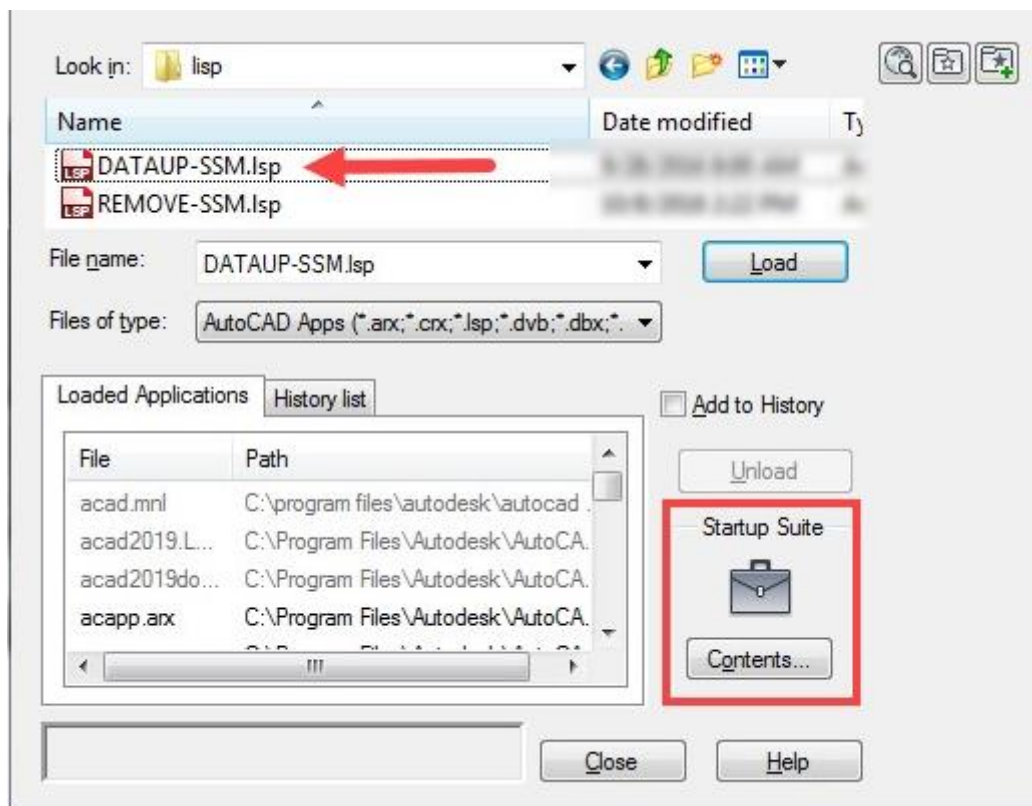 Look in: lisp
Name Date modified Ty
DATAUP-SSM.lsp
REMOVE-SSM.lsp
File name: DATAUP-SSM.lsp Load
Files of type: AutoCAD Apps (*.arx;*.crx;*.lsp;*.dvb;*.dbx;*.
Loaded Applications History list Add to History
File Path
Unload
acad.mnl C:\program files\autodesk\autocad .
Startup Suite
acad2019.L... C:\Program Files\Autodesk\AutoCA.
acad2019do... C:\Program Files\Autodesk\AutoCA.
acapp.arx C:\Program Files\Autodesk\AutoCA.
Contents...
Close Help